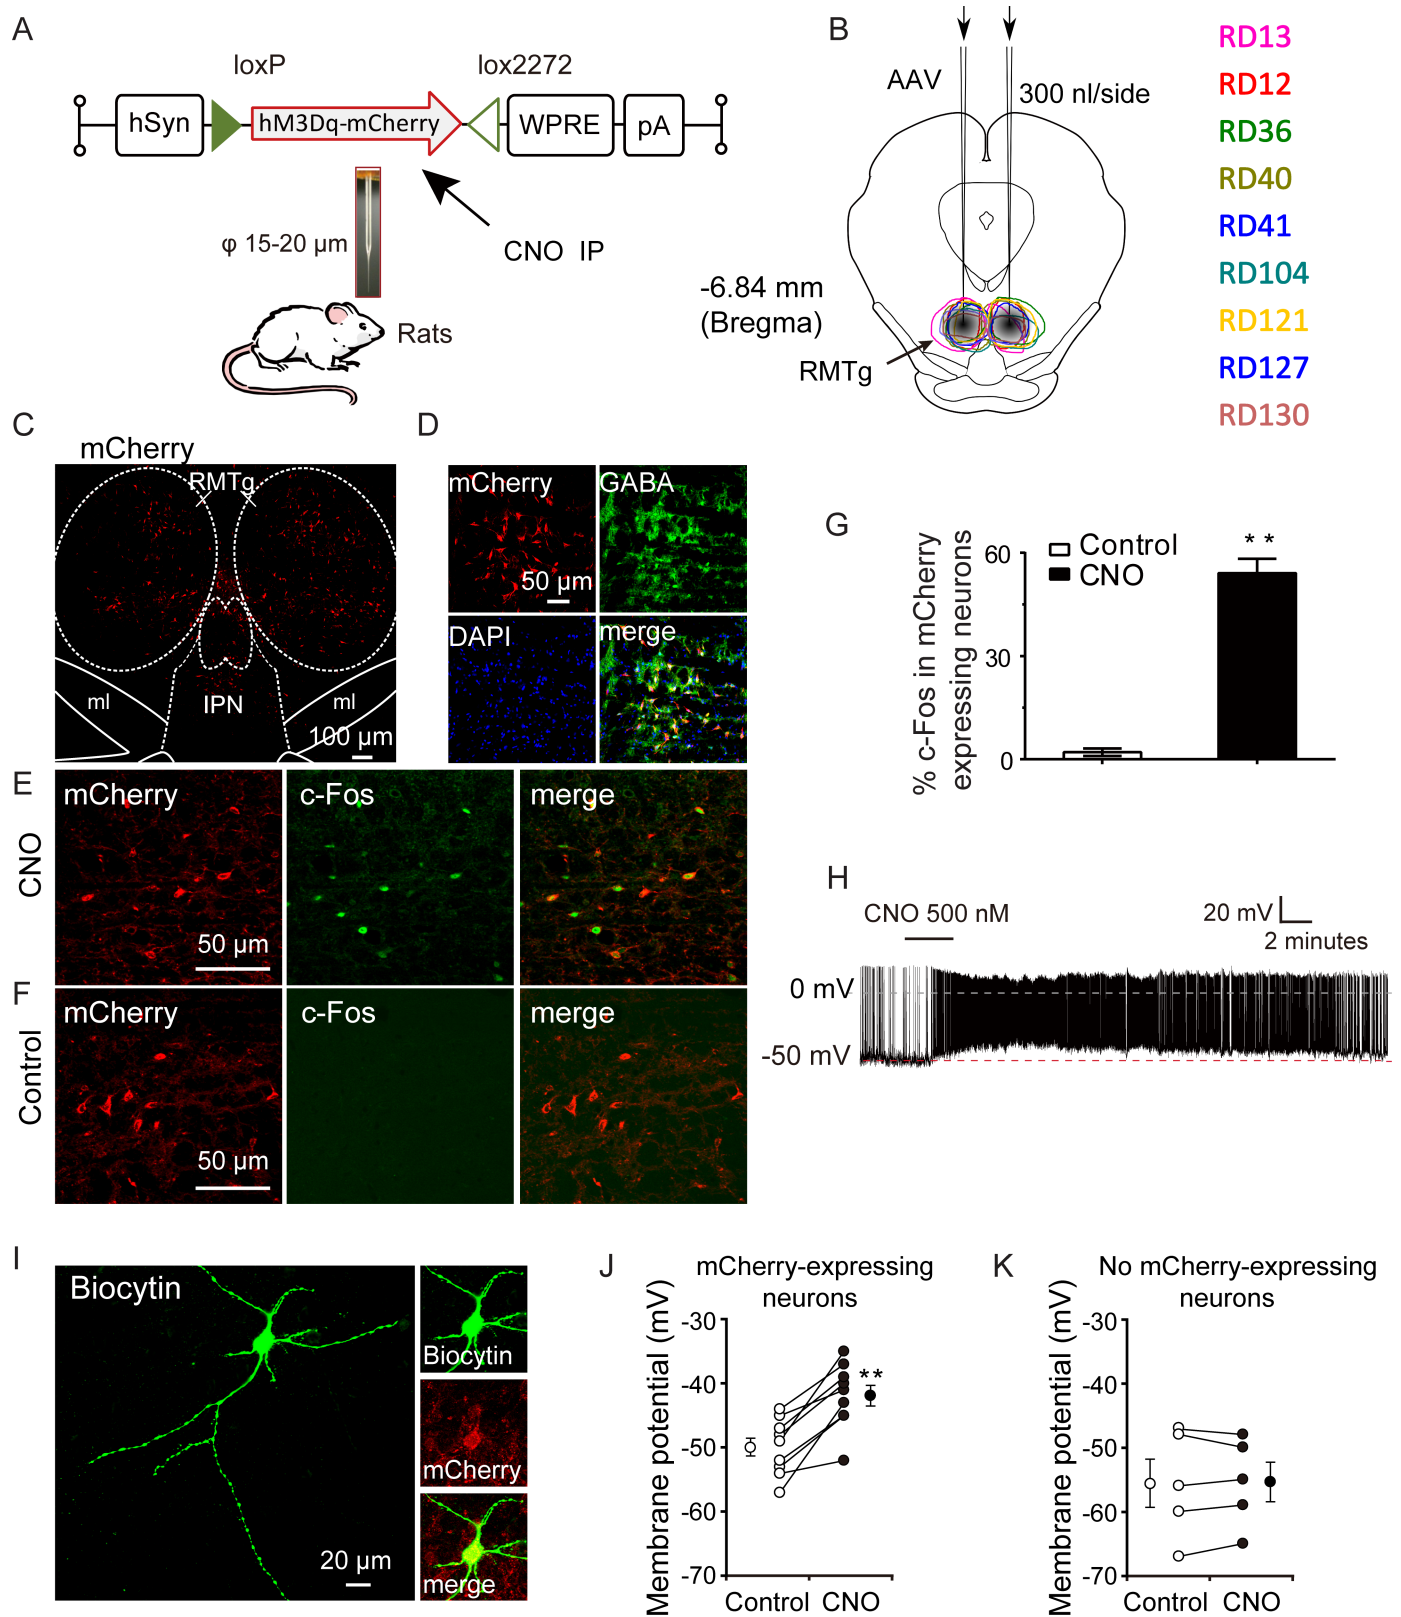 A
loxP
lox2272
hSyn
hM3Dq-mCherry
WPRE
pA
φ 15-20 µm
CNO IP
Rats
B
AAV
300 nl/side
-6.84 mm
(Bregma)
RMTg
RD13
RD12
RD36
RD40
RD41
RD104
RD121
RD127
RD130
C
mCherry
RMTg
ml
IPN
ml
100 µm
D
mCherry
GABA
50 µm
DAPI
merge
E
CNO
mCherry
c-Fos
merge
50 µm
F
Control
mCherry
c-Fos
merge
50 µm
G
% c-Fos in mCherry
expressing neurons
60
30
0
Control
CNO
* *
H
CNO 500 nM
20 mV
2 minutes
0 mV
-50 mV
I
Biocytin
20 µm
Biocytin
mCherry
merge
J
mCherry-expressing
neurons
Membrane potential (mV)
-30
-40
-50
-60
-70
**
Control CNO
K
No mCherry-expressing
neurons
Membrane potential (mV)
-30
-40
-50
-60
-70
Control CNO